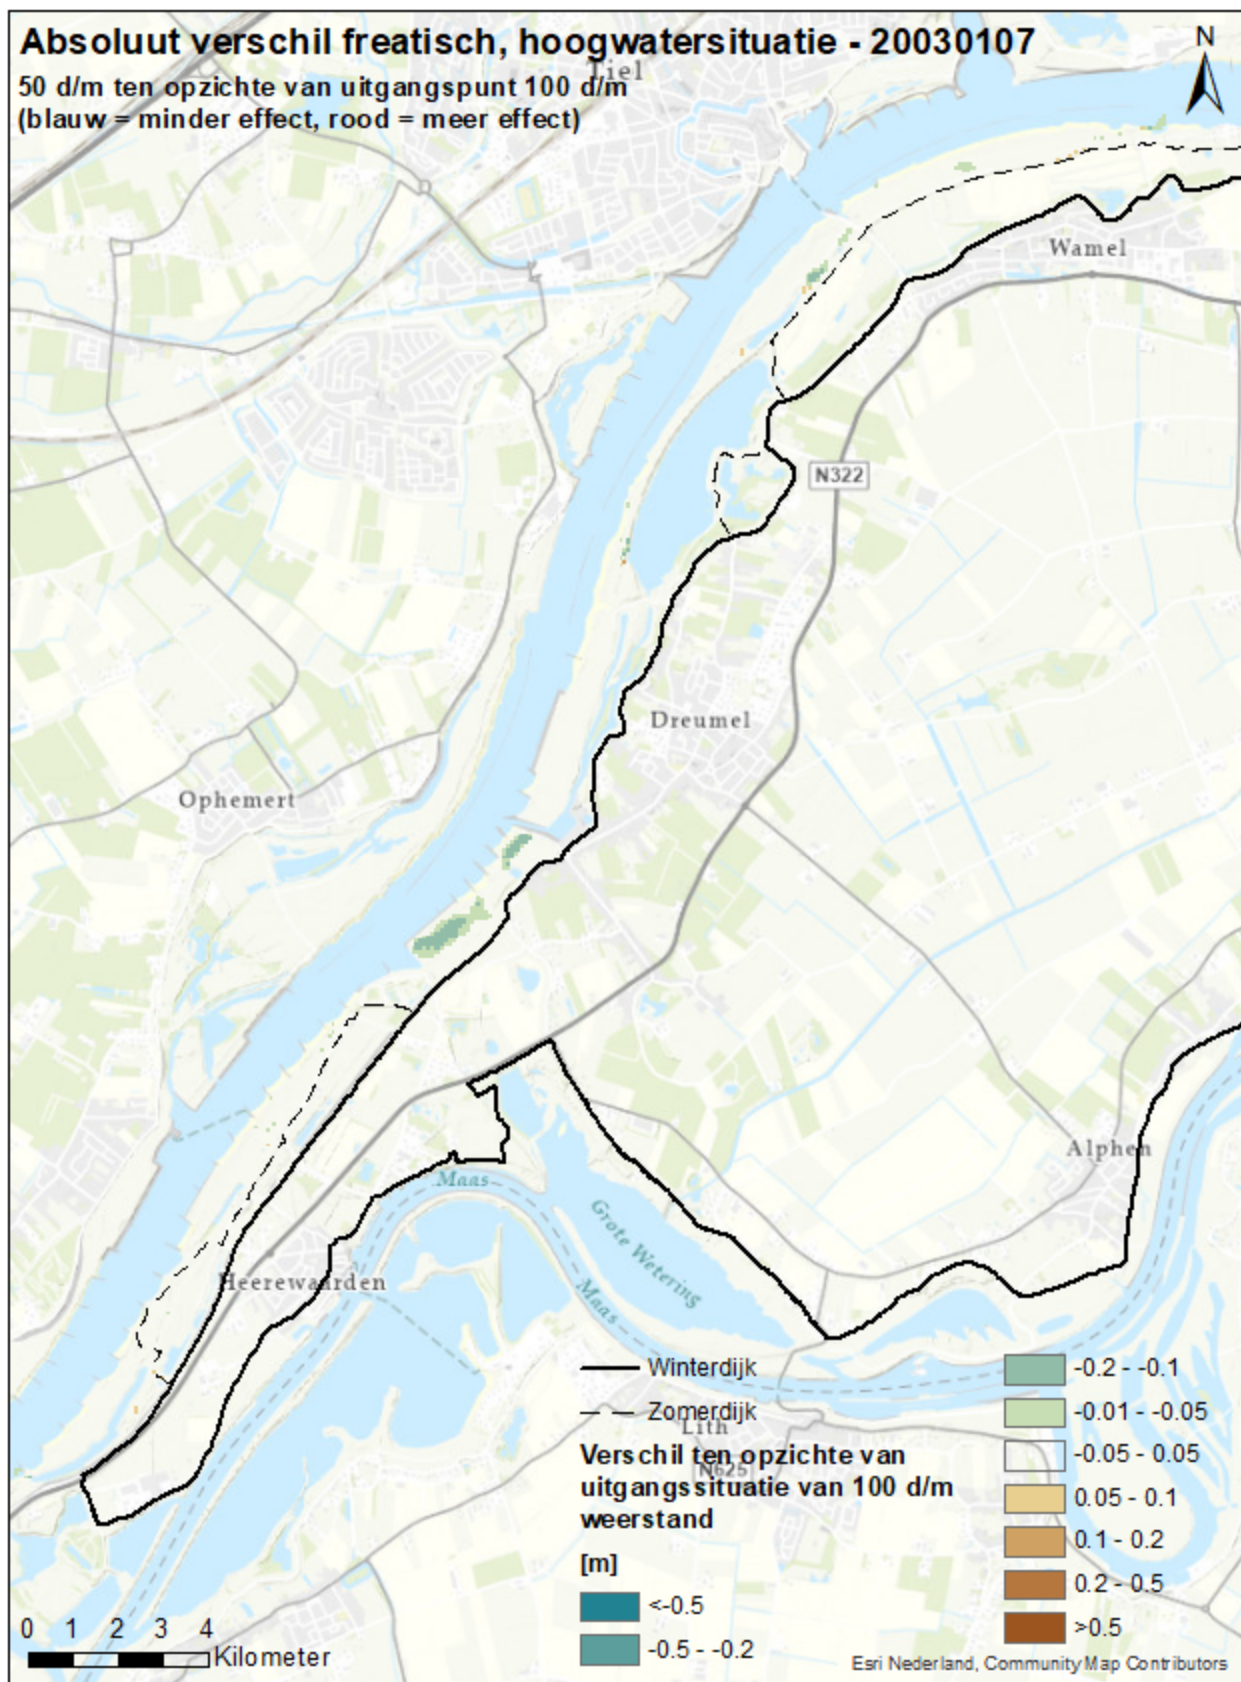 Absoluut verschil freatisch, hoogwatersituatie - 20030107
50 d/m ten opzichte van uitgangspunt 100 d/m
(blauw = minder effect, rood = meer effect)
N
Tiel
Wamel
N322
Dreumel
Ophemert
Alphen
Maas
Grote Wetering
Maas
Heerewaarden
Lith
N625
Winterdijk
Zomerdijk
Verschil ten opzichte van
uitgangssituatie van 100 d/m
weerstand
[m]
<-0.5
-0.5 - -0.2
-0.2 - -0.1
-0.01 - -0.05
-0.05 - 0.05
0.05 - 0.1
0.1 - 0.2
0.2 - 0.5
>0.5
0 1 2 3 4
Kilometer
Esri Nederland, Community Map Contributors